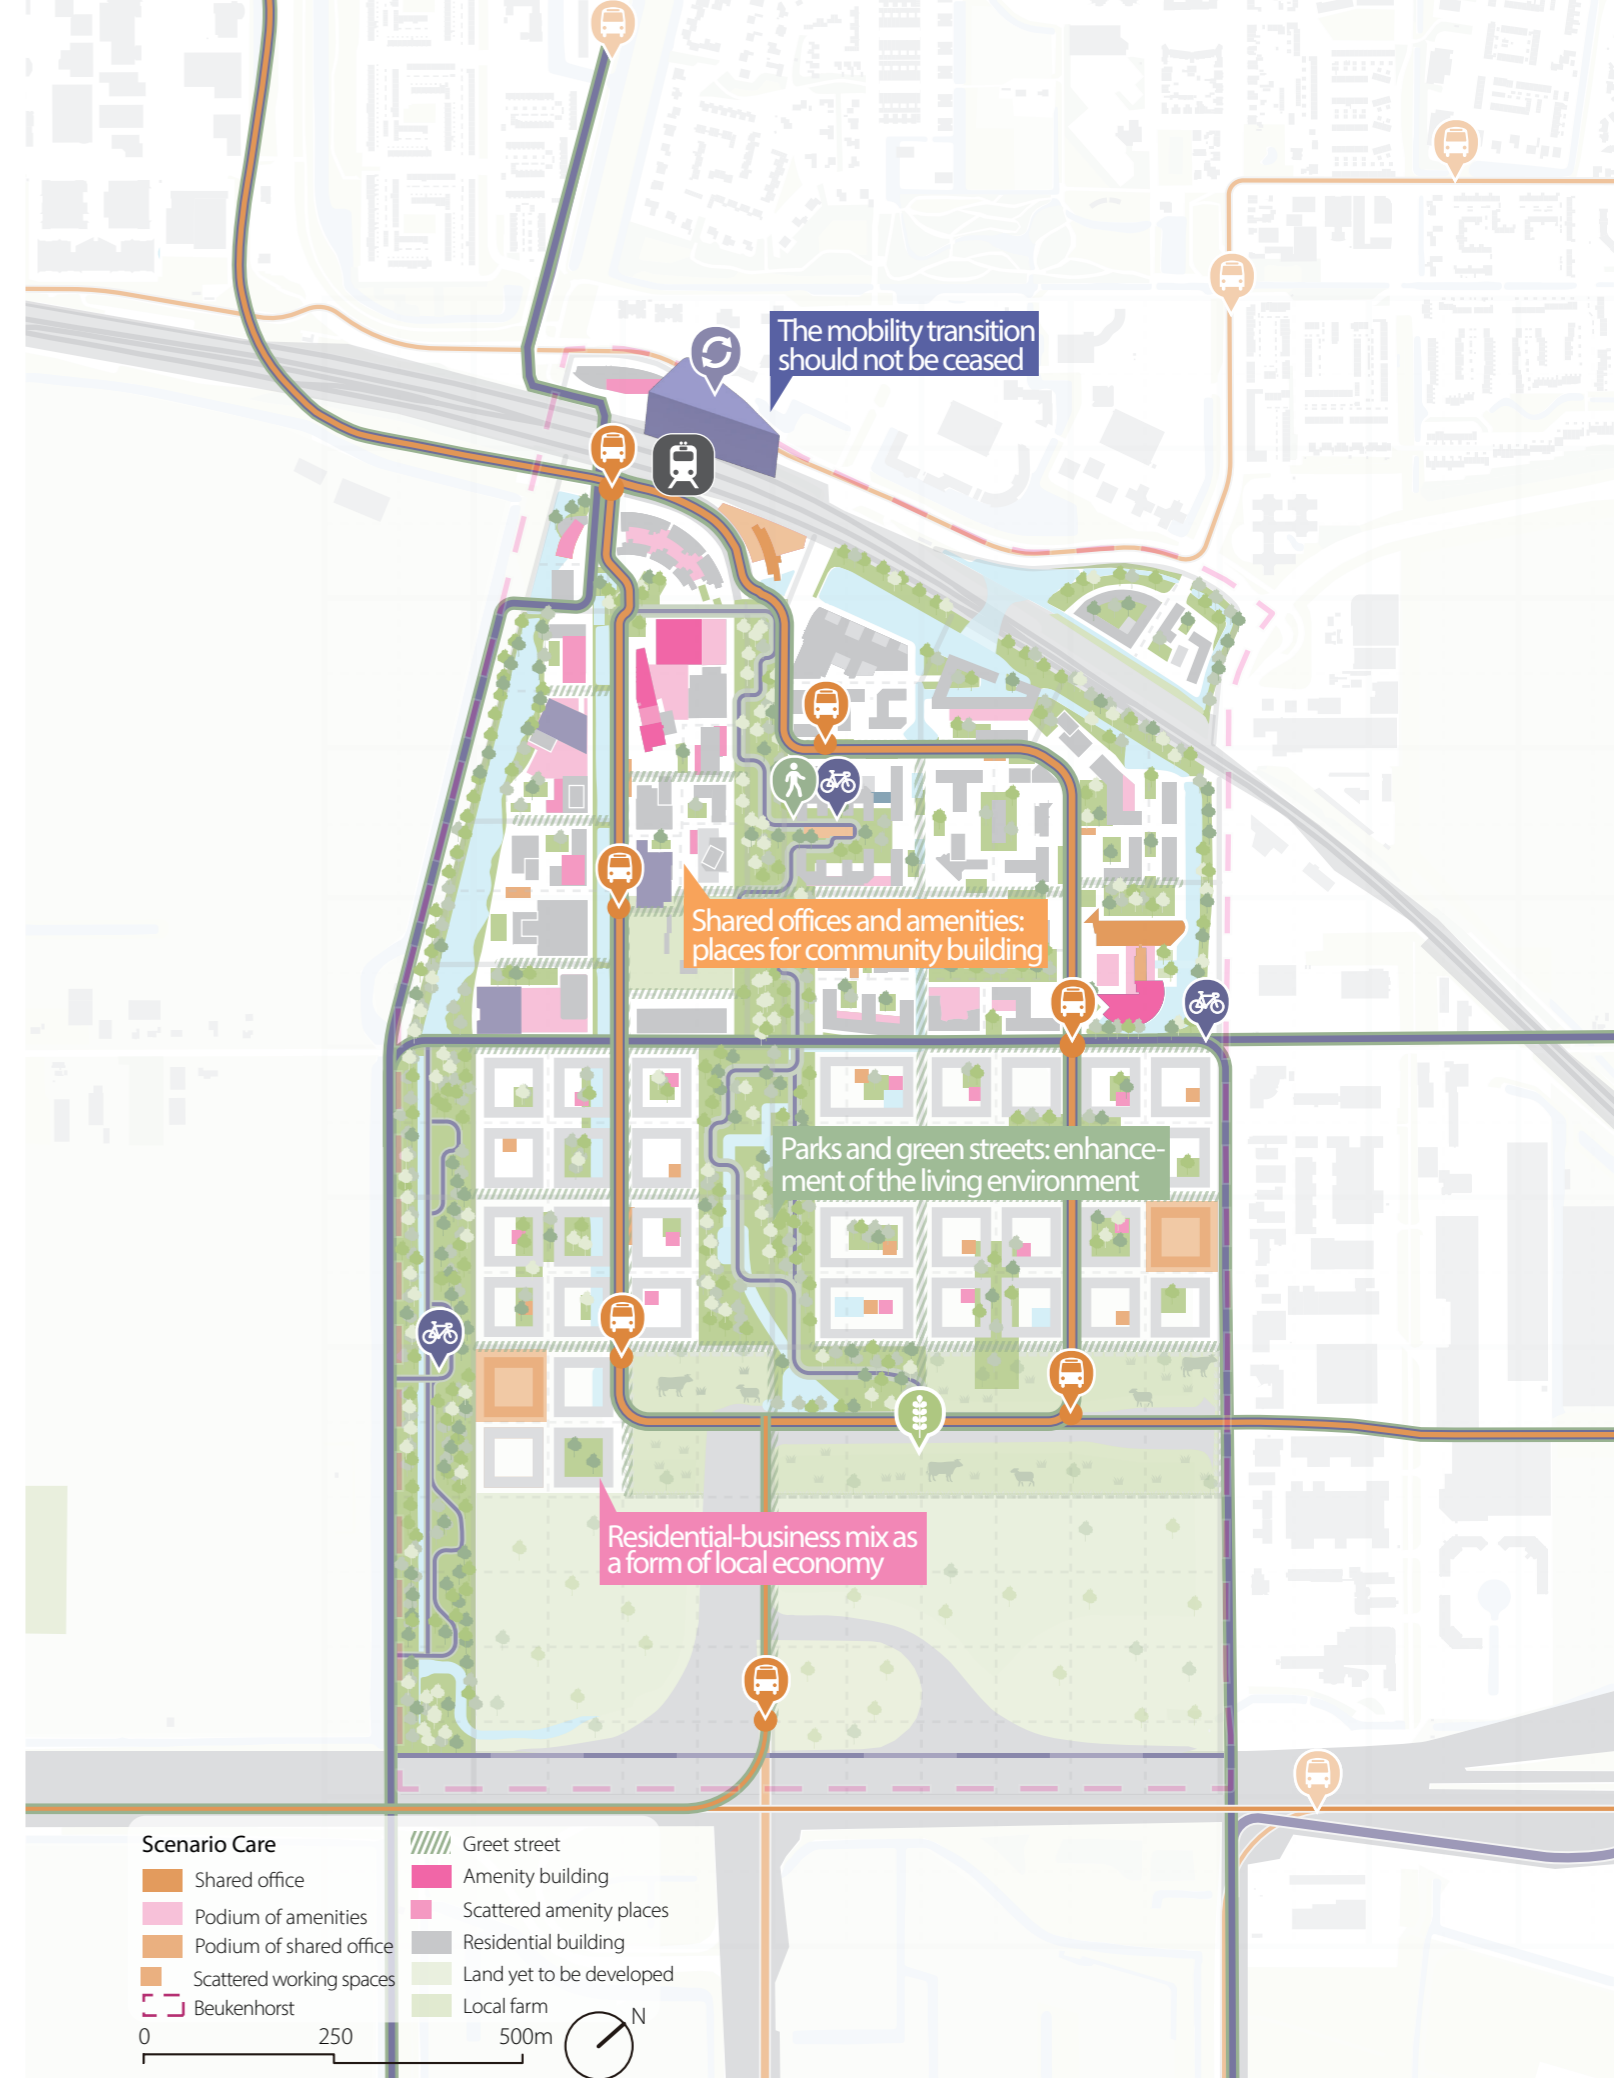 The mobility transition
should not be ceased
Shared offices and amenities:
places for community building
Parks and green streets: enhance-
ment of the living environment
Residential-business mix as
a form of local economy
Scenario Care
Shared office
Podium of amenities
Podium of shared office
Scattered working spaces
Beukenhorst
Greet street
Amenity building
Scattered amenity places
Residential building
Land yet to be developed
Local farm
0 250 500m
N